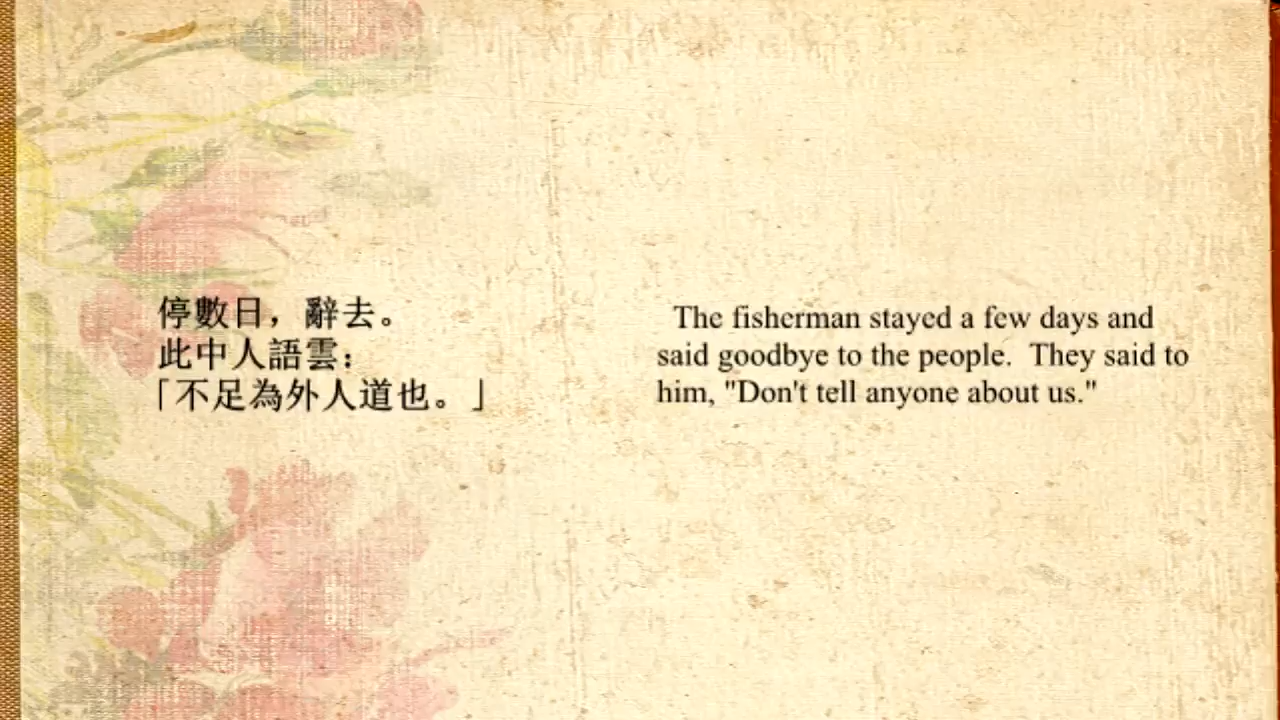 停數日，辭去。
此中人語雲：
「不足為外人道也。」
The fisherman stayed a few days and
said goodbye to the people.  They said to
him, "Don't tell anyone about us."